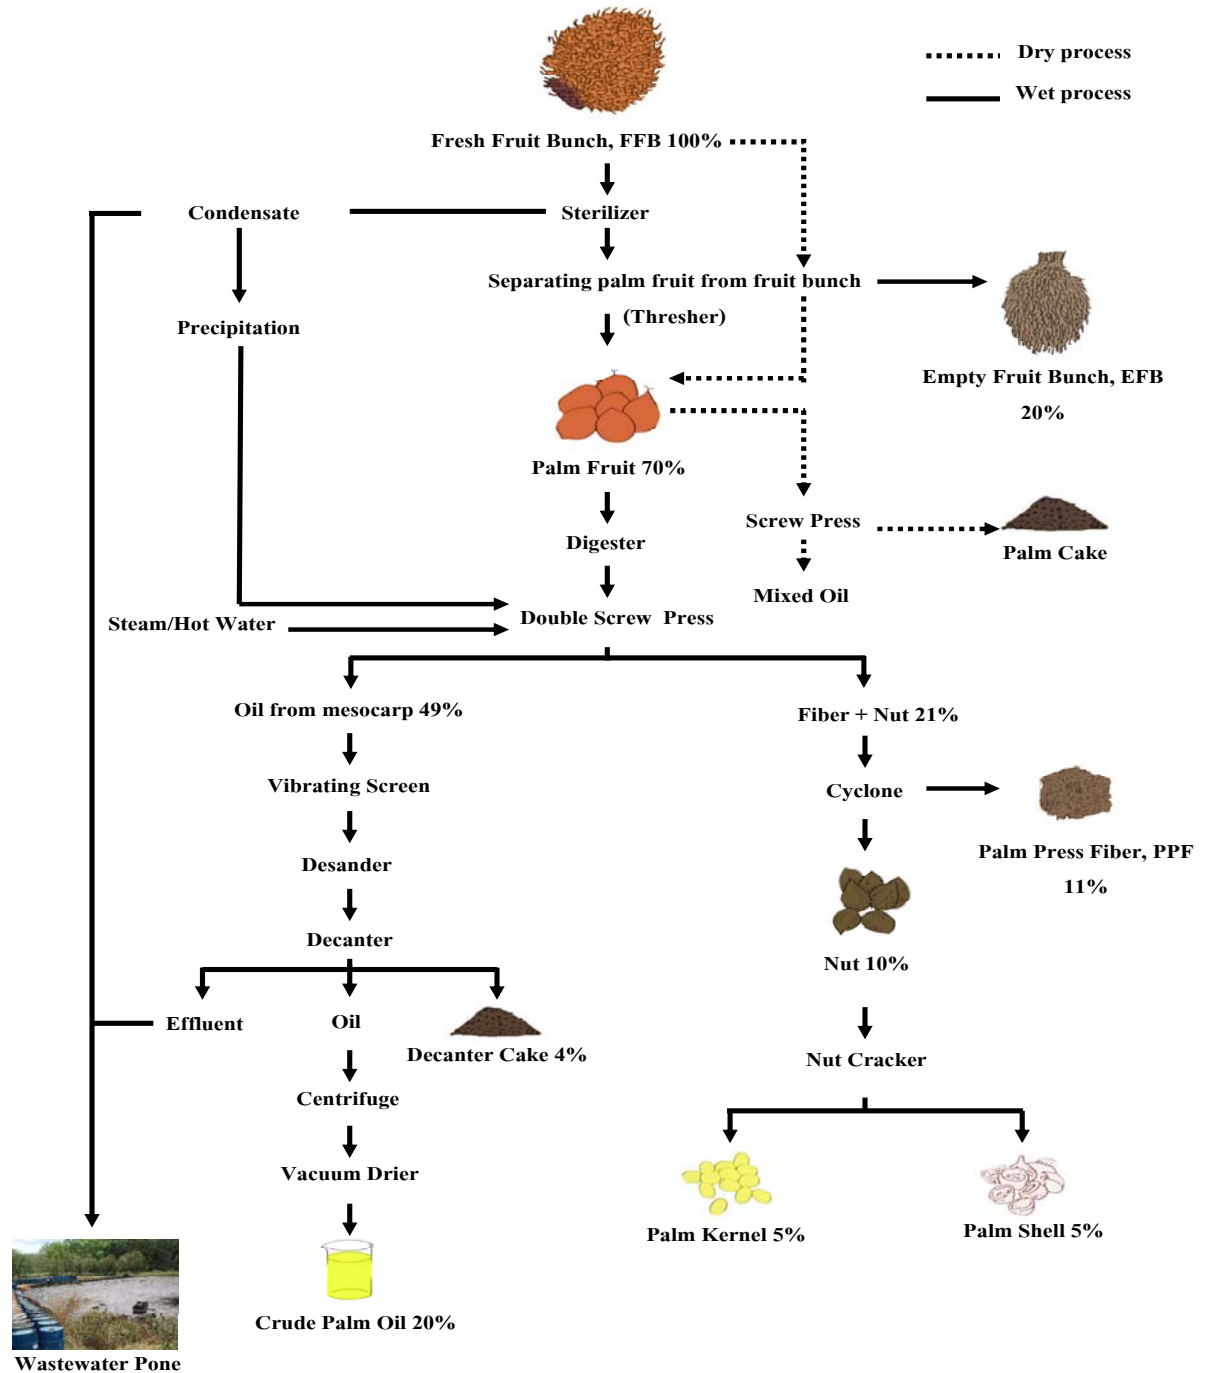 Dry process
Wet process
Fresh Fruit Bunch, FFB 100%
Condensate
Sterilizer
Separating palm fruit from fruit bunch
(Thresher)
Precipitation
Empty Fruit Bunch, EFB
20%
Palm Fruit 70%
Screw Press
Digester
Palm Cake
Mixed Oil
Steam/Hot Water
Double Screw Press
Oil from mesocarp 49%
Fiber + Nut 21%
Vibrating Screen
Cyclone
Palm Press Fiber, PPF
11%
Desander
Decanter
Nut 10%
Effluent
Oil
Decanter Cake 4%
Nut Cracker
Centrifuge
Vacuum Drier
Palm Kernel 5%
Palm Shell 5%
Crude Palm Oil 20%
Wastewater Pone